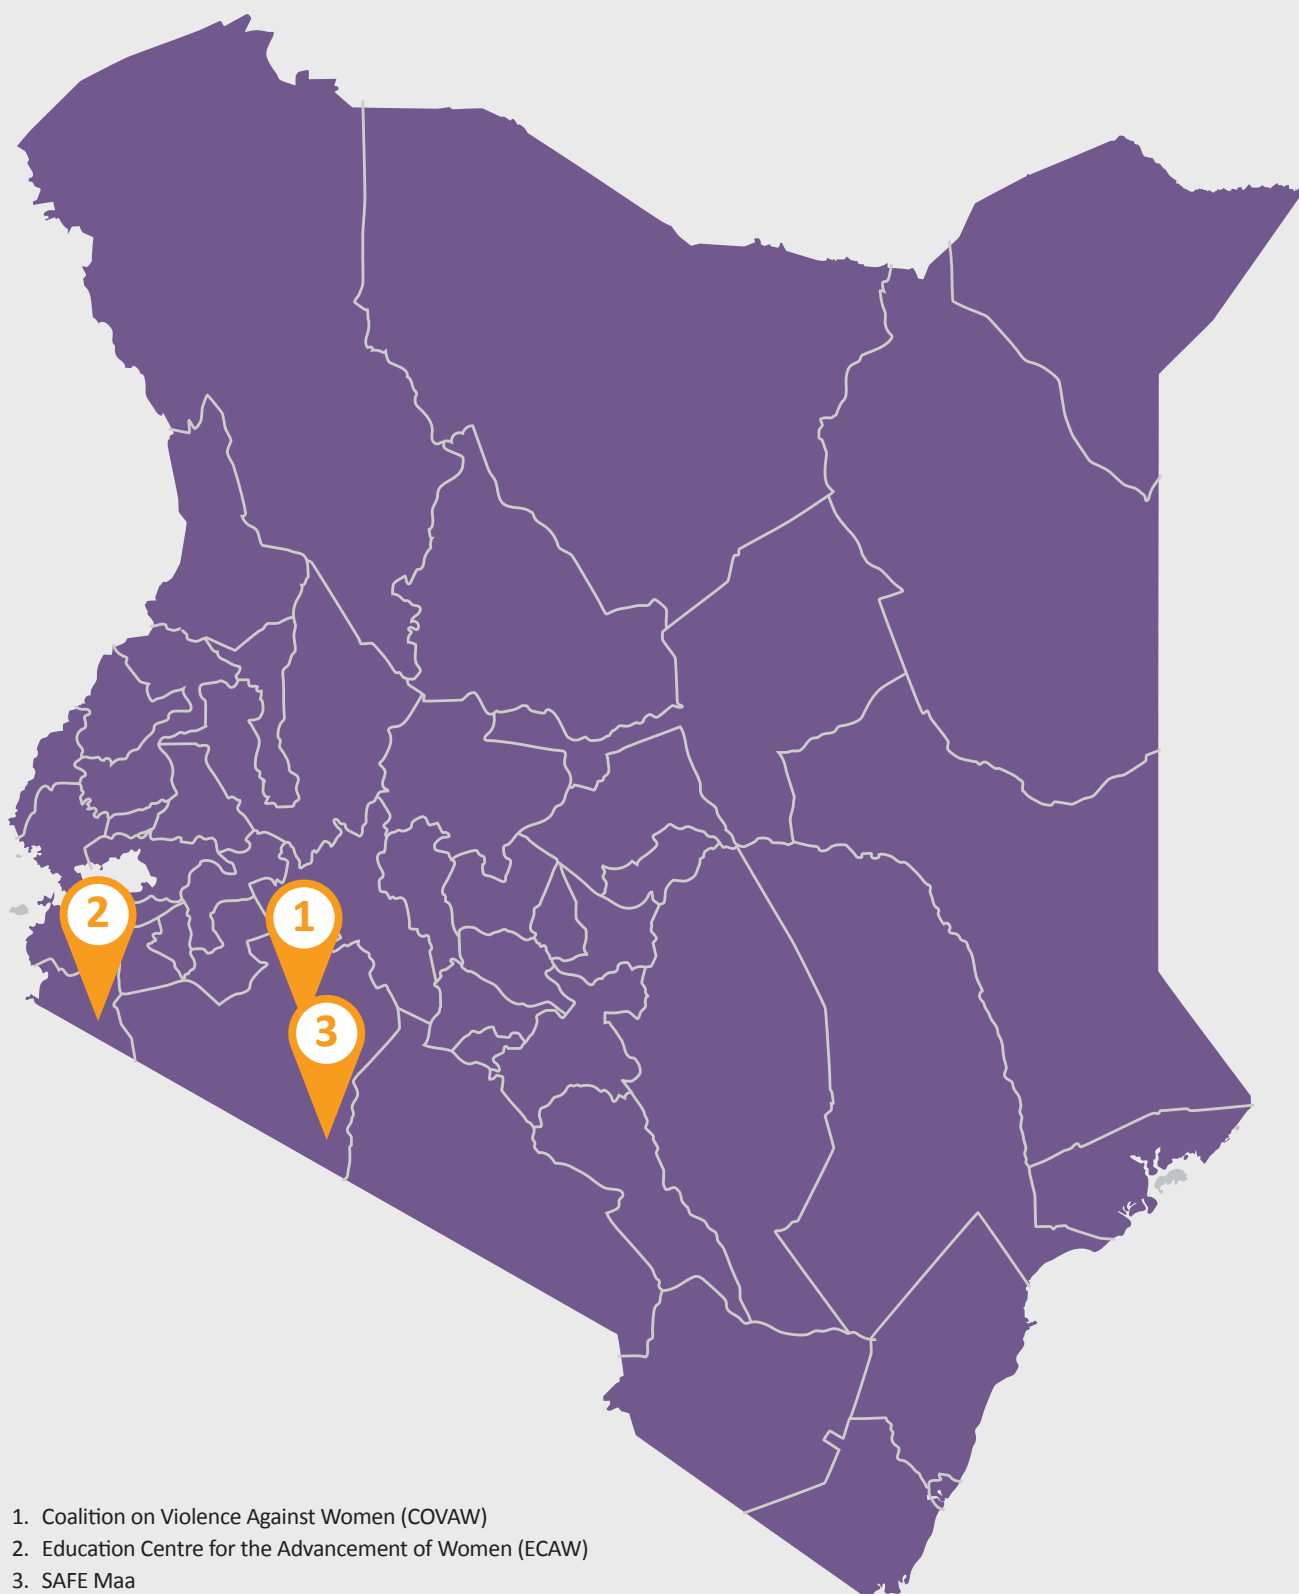 2
1
3
1. Coalition on Violence Against Women (COVAW)
2. Education Centre for the Advancement of Women (ECAW)
3. SAFE Maa